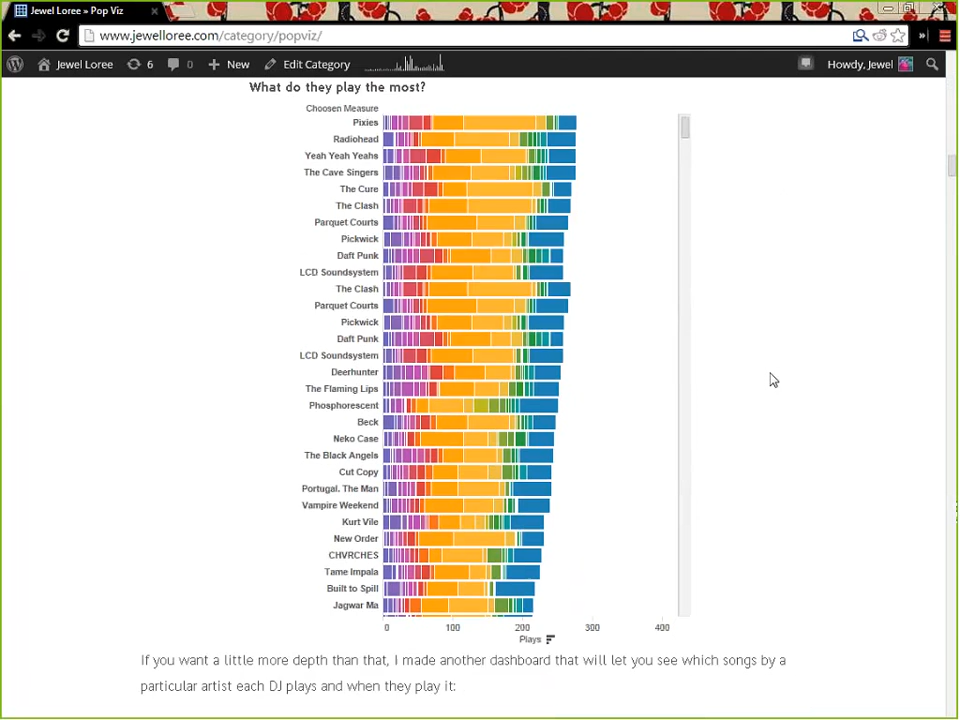 Jewel Loree » Pop Viz
www.jewelloree.com/category/popviz/
Jewel Loree 6 0 New Edit Category Howdy, Jewel
What do they play the most?
Choosen Measure
Pixies
Radiohead
Yeah Yeah Yeahs
The Cave Singers
The Cure
The Clash
Parquet Courts
Pickwick
Daft Punk
LCD Soundsystem
The Clash
Parquet Courts
Pickwick
Daft Punk
LCD Soundsystem
Deerhunter
The Flaming Lips
Phosphorescent
Beck
Neko Case
The Black Angels
Cut Copy
Portugal. The Man
Vampire Weekend
Kurt Vile
New Order
CHVRCHES
Tame Impala
Built to Spill
Jagwar Ma
0 100 200 300 400
Plays
If you want a little more depth than that, I made another dashboard that will let you see which songs by a
particular artist each DJ plays and when they play it: